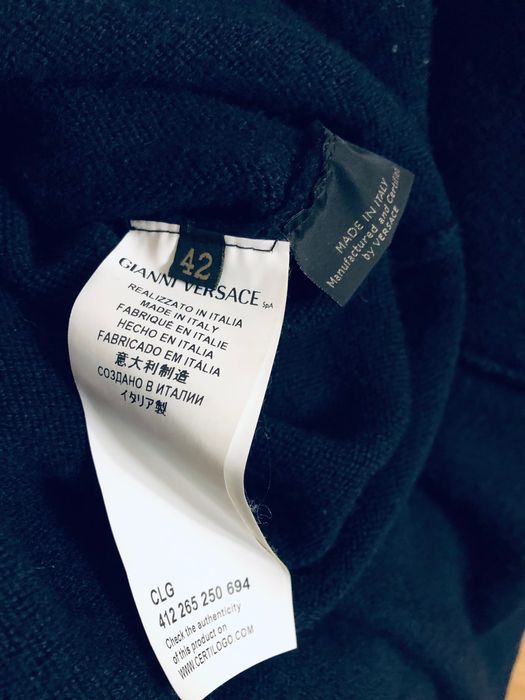 MADE IN ITALY
Manufactured and Certified
by VERSACE
42
GIANNI VERSACE SpA
REALIZZATO IN ITALIA
MADE IN ITALY
FABRIQUÉ EN ITALIE
HECHO EN ITALIA
FABRICADO EM ITÁLIA
意大利制造
СОЗДАНО В ИТАЛИИ
イタリア製
CLG
412 265 250 694
Check the authenticity
of this product on
WWW.CERTILOGO.COM